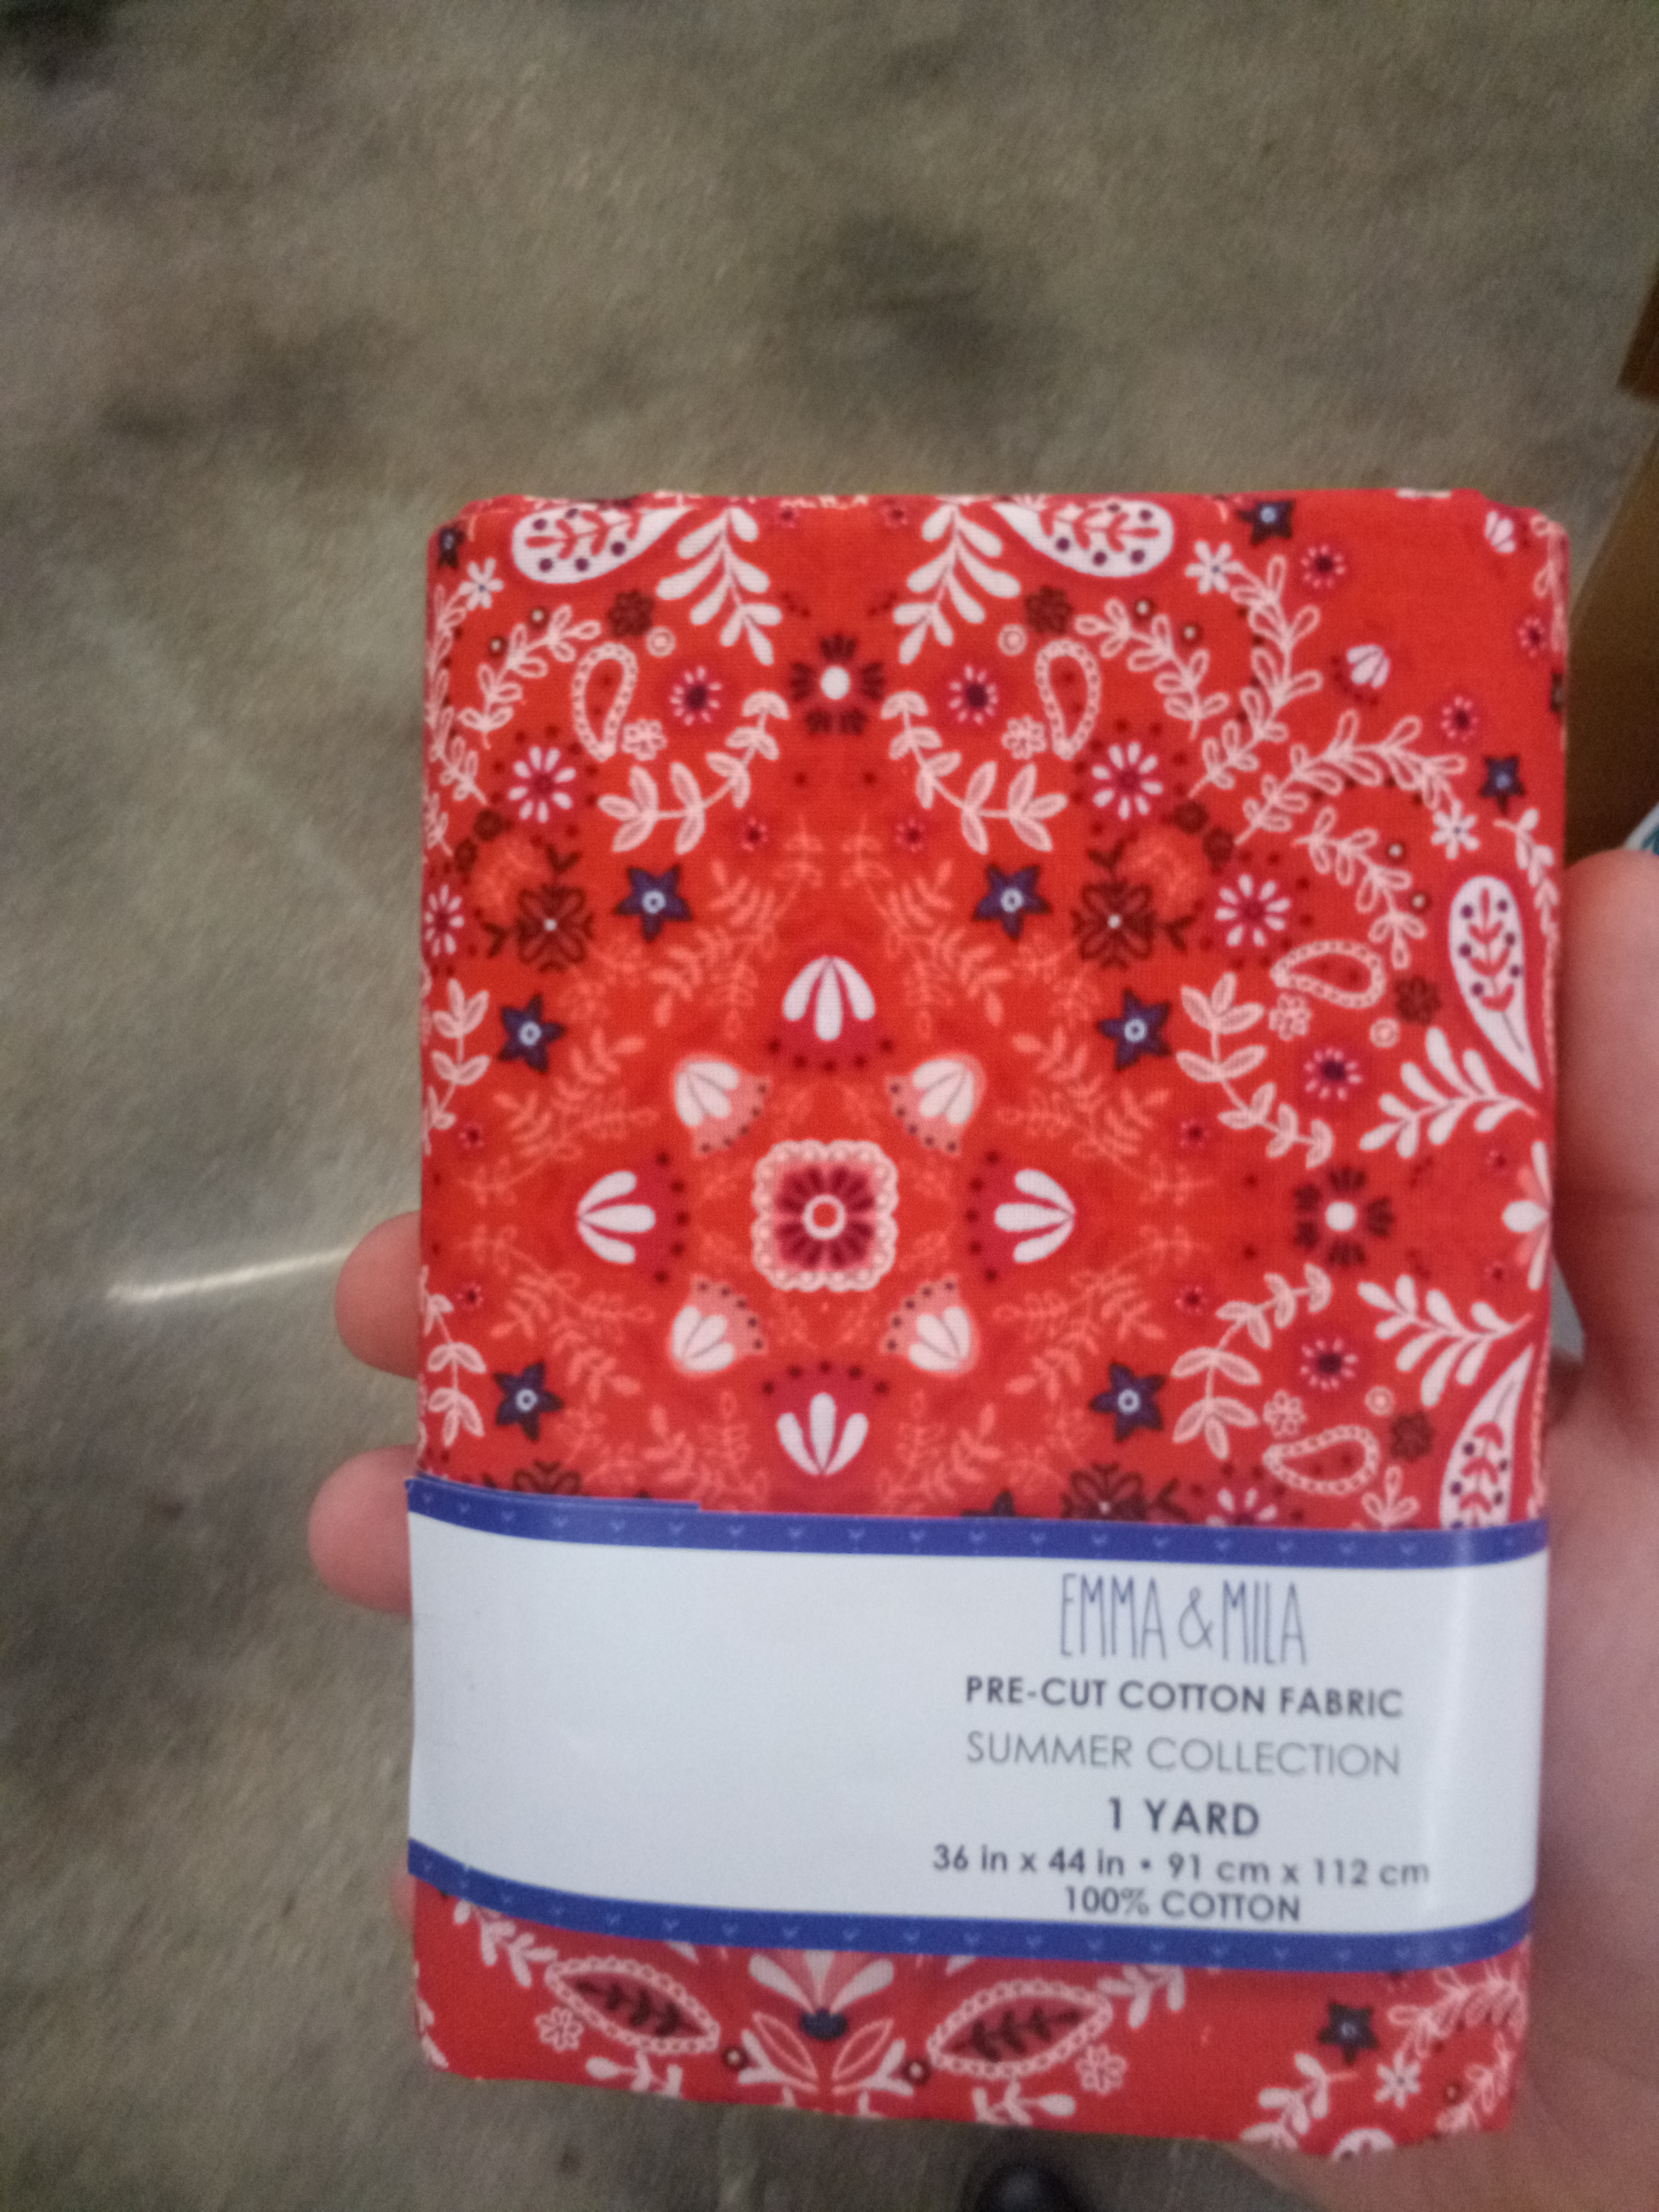 EMMA & MILA
PRE-CUT COTTON FABRIC
SUMMER COLLECTION
1 YARD
36 in x 44 in • 91 cm x 112 cm
100% COTTON